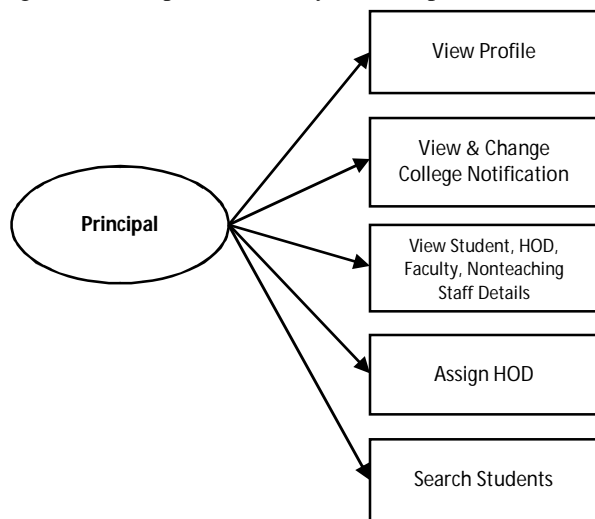 View Profile
View & Change
College Notification
Principal
View Student, HOD,
Faculty, Nonteaching
Staff Details
Assign HOD
Search Students